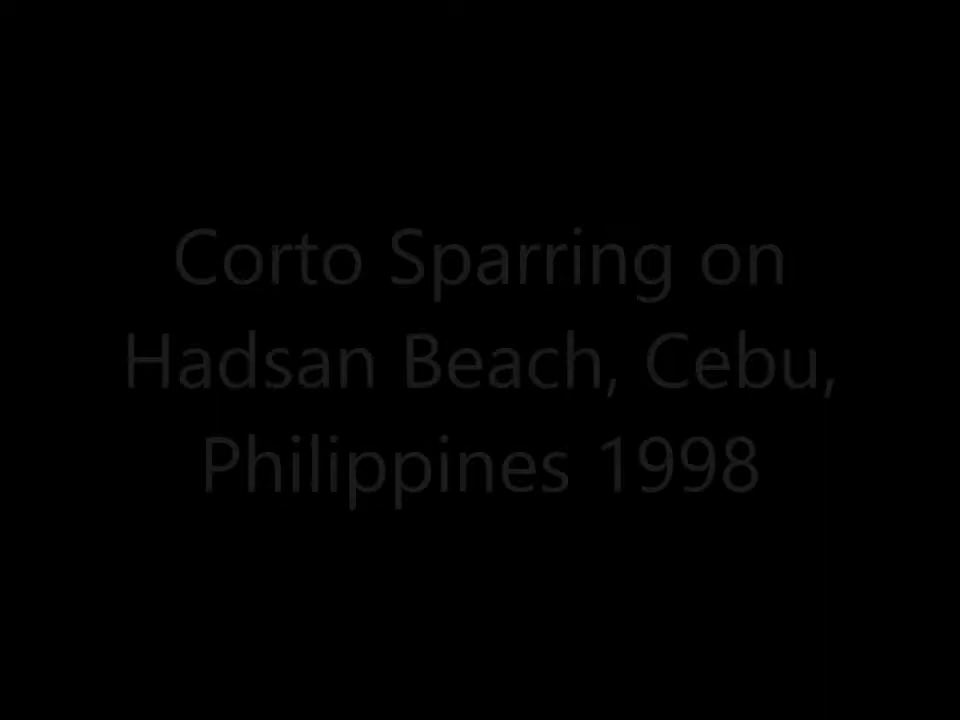 Corto Sparring on
Hadsan Beach, Cebu,
Philippines 1998